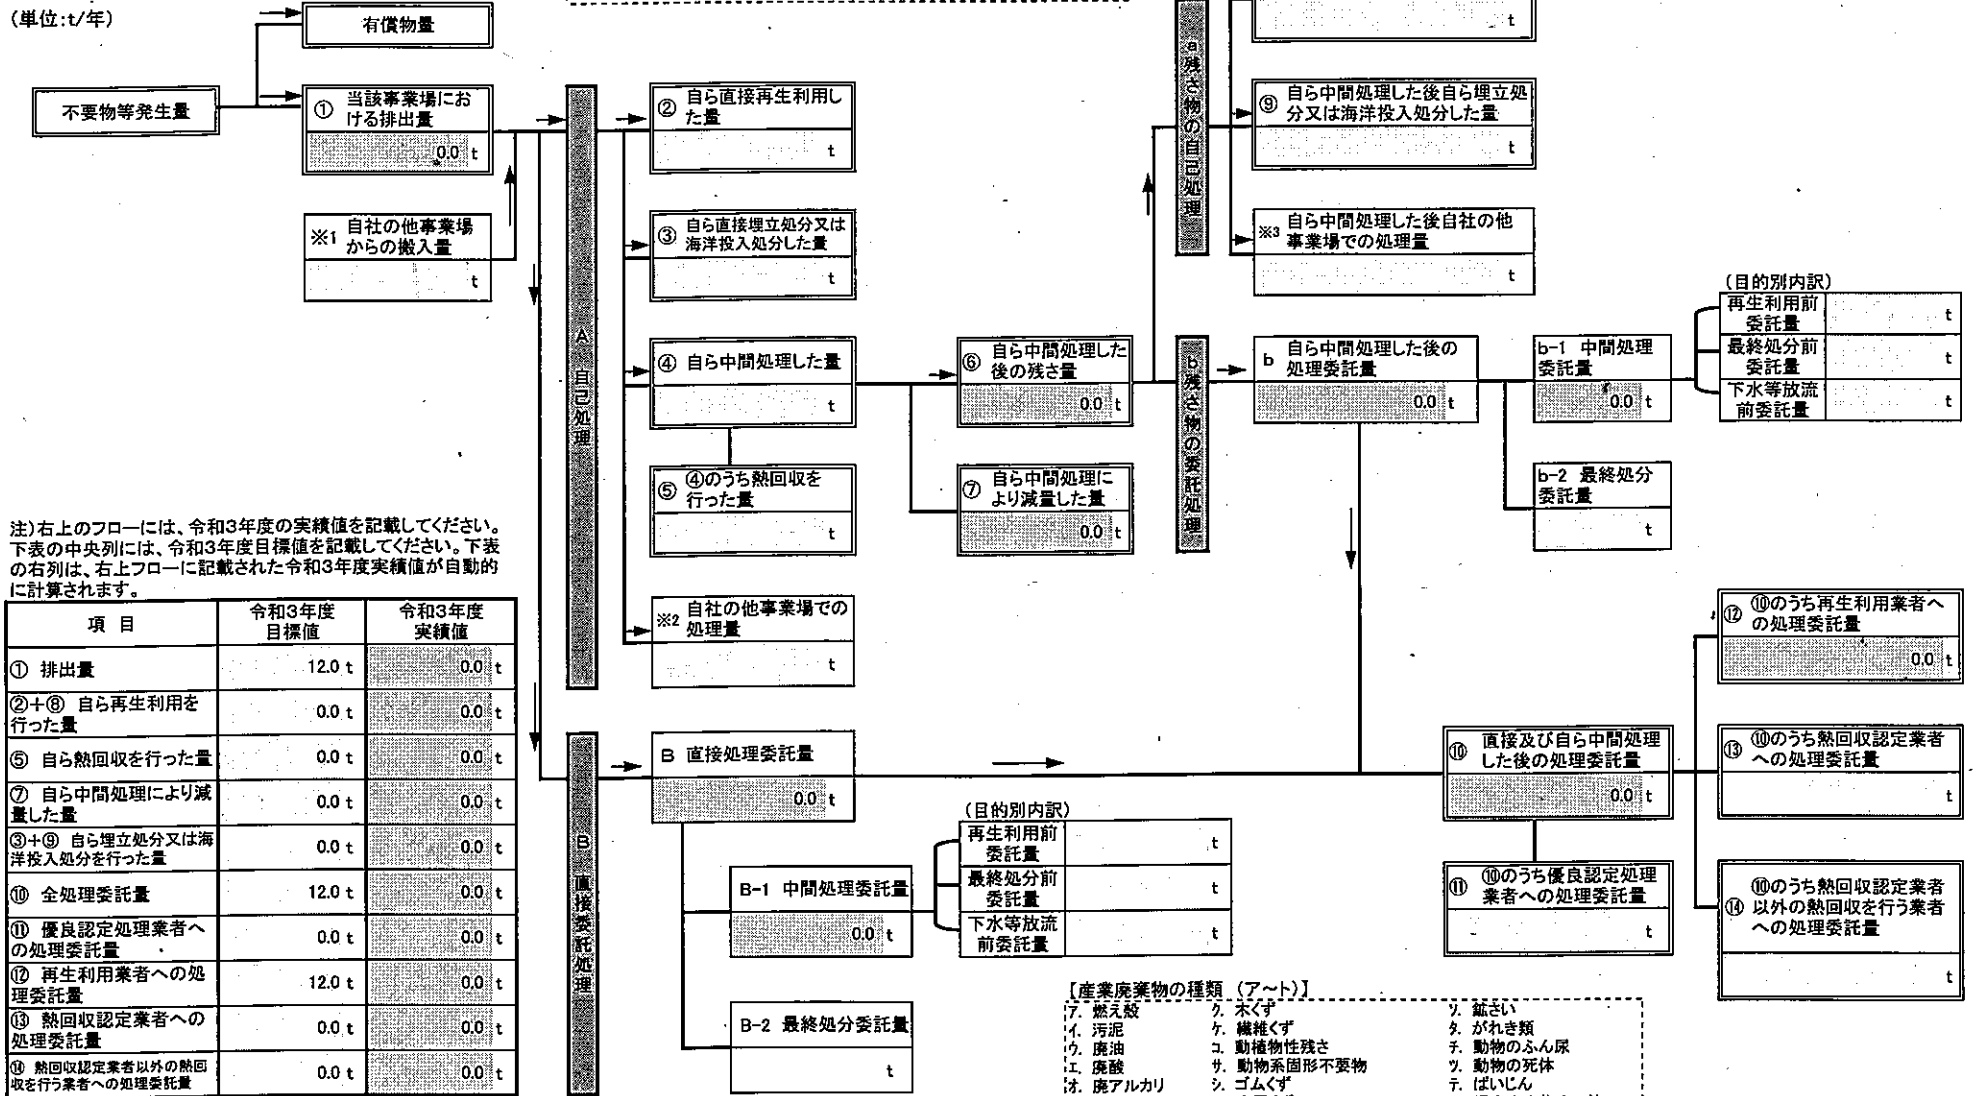 (単位:t/年)
有償物量
不要物等発生量
① 当該事業場にお
ける排出量
0.0 t
※1 自社の他事業場
からの搬入量
t
A 自己処理
② 自ら直接再生利用し
た量
t
③ 自ら直接埋立処分又は
海洋投入処分した量
t
④ 自ら中間処理した量
t
⑤ ④のうち熱回収を
行った量
t
※2 自社の他事業場での
処理量
t
⑥ 自ら中間処理した
後の残さ量
0.0 t
⑦ 自ら中間処理に
より減量した量
0.0 t
a 残さ物の自己処理
t
⑨ 自ら中間処理した後自ら埋立処
分又は海洋投入処分した量
t
※3 自ら中間処理した後自社の他
事業場での処理量
t
b 残さ物の委託処理
b 自ら中間処理した後の
処理委託量
0.0 t
b-1 中間処理
委託量
0.0 t
b-2 最終処分
委託量
t
(目的別内訳)
再生利用前
委託量 t
最終処分前
委託量 t
下水等放流
前委託量 t
注)右上のフローには、令和3年度の実績値を記載してください。
下表の中央列には、令和3年度目標値を記載してください。下表
の右列は、右上フローに記載された令和3年度実績値が自動的
に計算されます。
項 目 令和3年度 令和3年度
目標値 実績値
① 排出量 12.0 t 0.0 t
②+⑧ 自ら再生利用を
行った量 0.0 t 0.0 t
⑤ 自ら熱回収を行った量 0.0 t 0.0 t
⑦ 自ら中間処理により減
量した量 0.0 t 0.0 t
③+⑨ 自ら埋立処分又は海
洋投入処分を行った量 0.0 t 0.0 t
⑩ 全処理委託量 12.0 t 0.0 t
⑪ 優良認定処理業者へ
の処理委託量 0.0 t 0.0 t
⑫ 再生利用業者への処
理委託量 12.0 t 0.0 t
⑬ 熱回収認定業者への
処理委託量 0.0 t 0.0 t
⑭ 熱回収認定業者以外の熱回
収を行う業者への処理委託量 0.0 t 0.0 t
B 直接委託処理
B 直接処理委託量
0.0 t
B-1 中間処理委託量
0.0 t
B-2 最終処分委託量
t
(目的別内訳)
再生利用前
委託量 t
最終処分前
委託量 t
下水等放流
前委託量 t
⑩ 直接及び自ら中間処理
した後の処理委託量
0.0 t
⑪ ⑩のうち優良認定処理
業者への処理委託量
t
⑫ ⑩のうち再生利用業者へ
の処理委託量
0.0 t
⑬ ⑩のうち熱回収認定業者
への処理委託量
t
⑭ ⑩のうち熱回収認定業者
以外の熱回収を行う業者
への処理委託量
t
【産業廃棄物の種類 (ア~ト)】
ア. 燃え殻 ク. 木くず ソ. 鉱さい
イ. 汚泥 ケ. 繊維くず タ. がれき類
ウ. 廃油 コ. 動植物性残さ チ. 動物のふん尿
エ. 廃酸 サ. 動物系固形不要物 ツ. 動物の死体
オ. 廃アルカリ シ. ゴムくず テ. ばいじん